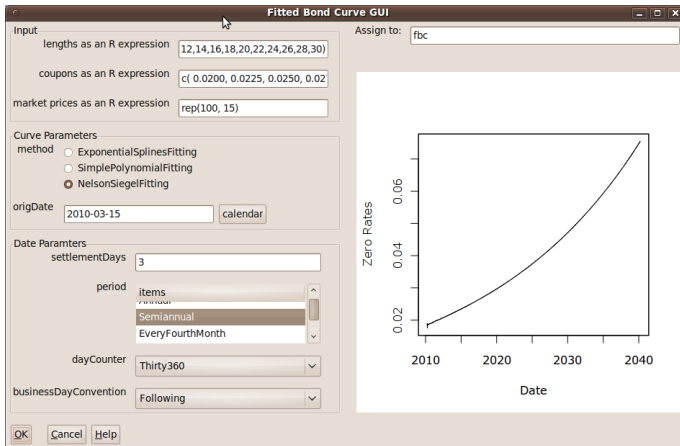 Fitted Bond Curve GUI
Input
lengths as an R expression 12,14,16,18,20,22,24,26,28,30)
coupons as an R expression c( 0.0200, 0.0225, 0.0250, 0.02
market prices as an R expression rep(100, 15)
Curve Parameters
method
ExponentialSplinesFitting
SimplePolynomialFitting
NelsonSiegelFitting
origDate 2010-03-15 calendar
Date Paramters
settlementDays 3
period
items
Annual
Semiannual
EveryFourthMonth
dayCounter Thirty360
businessDayConvention Following
OK Cancel Help
Assign to: fbc
Zero Rates
0.06
0.04
0.02
2010 2020 2030 2040
Date